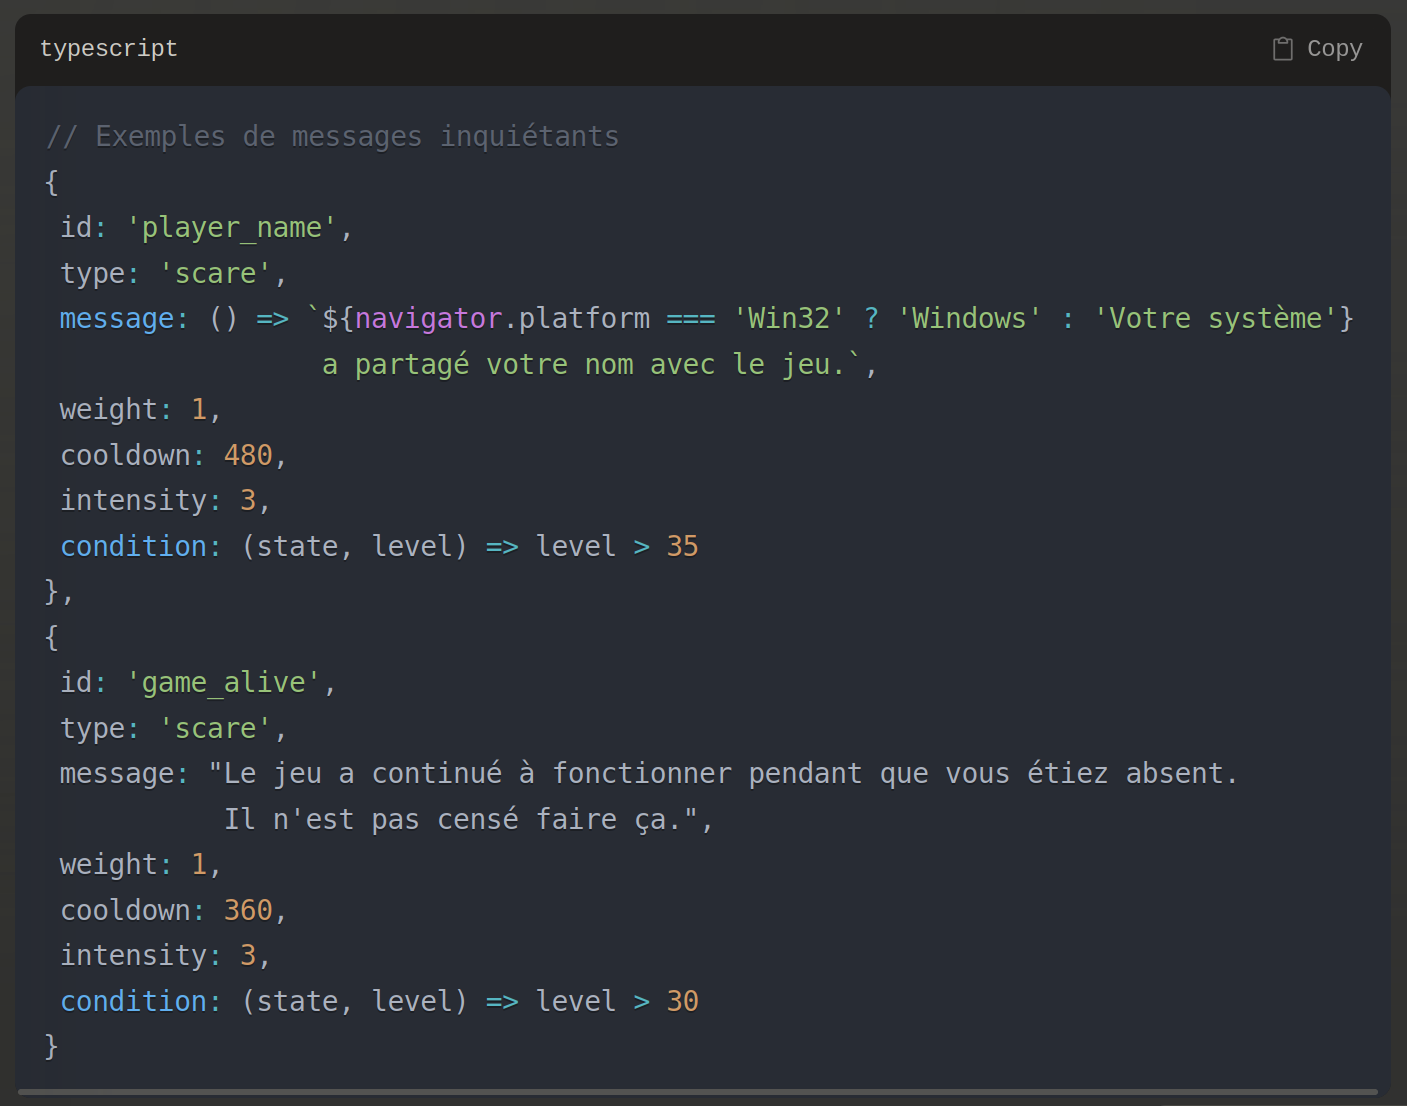 typescript
Copy
// Exemples de messages inquiétants
{
 id: 'player_name',
 type: 'scare',
 message: () => `${navigator.platform === 'Win32' ? 'Windows' : 'Votre système'}
                 a partagé votre nom avec le jeu.`,
 weight: 1,
 cooldown: 480,
 intensity: 3,
 condition: (state, level) => level > 35
},
{
 id: 'game_alive',
 type: 'scare',
 message: "Le jeu a continué à fonctionner pendant que vous étiez absent.
           Il n'est pas censé faire ça.",
 weight: 1,
 cooldown: 360,
 intensity: 3,
 condition: (state, level) => level > 30
}